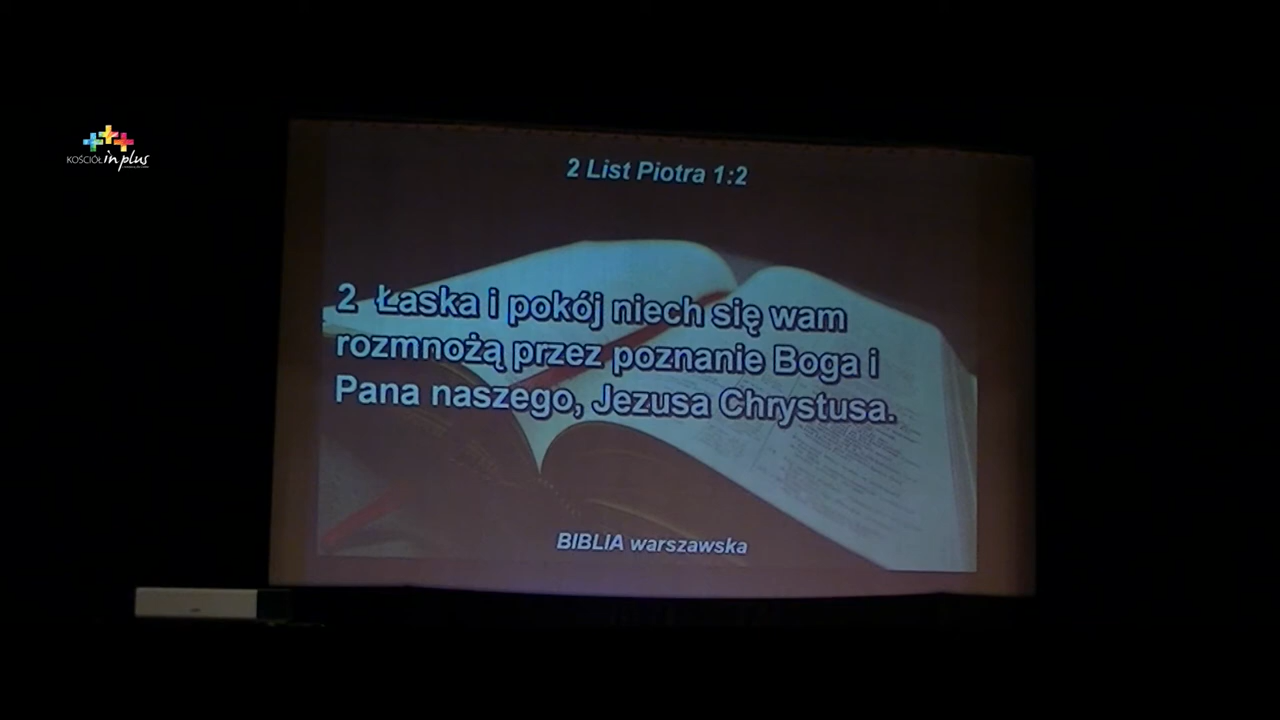 KOŚCIÓŁ in plus
2 List Piotra 1:2
2 Łaska i pokój niech się wam
rozmnożą przez poznanie Boga i
Pana naszego, Jezusa Chrystusa.
BIBLIA warszawska